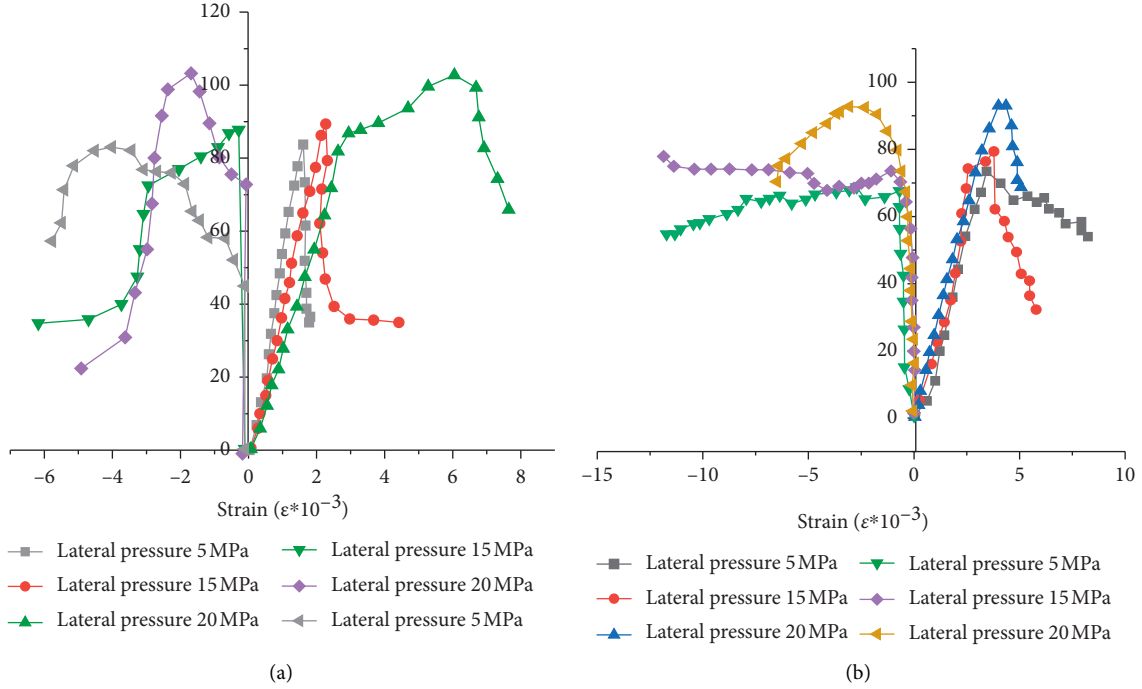 120
100
80
60
40
20
0
−6
−4
−2
0
2
4
6
8
Strain (ε*10−3)
Lateral pressure 5 MPa
Lateral pressure 15 MPa
Lateral pressure 20 MPa
Lateral pressure 15 MPa
Lateral pressure 20 MPa
Lateral pressure 5 MPa
(a)
100
80
60
40
20
0
−15
−10
−5
0
5
10
Strain (ε*10−3)
Lateral pressure 5 MPa
Lateral pressure 15 MPa
Lateral pressure 20 MPa
Lateral pressure 5 MPa
Lateral pressure 15 MPa
Lateral pressure 20 MPa
(b)